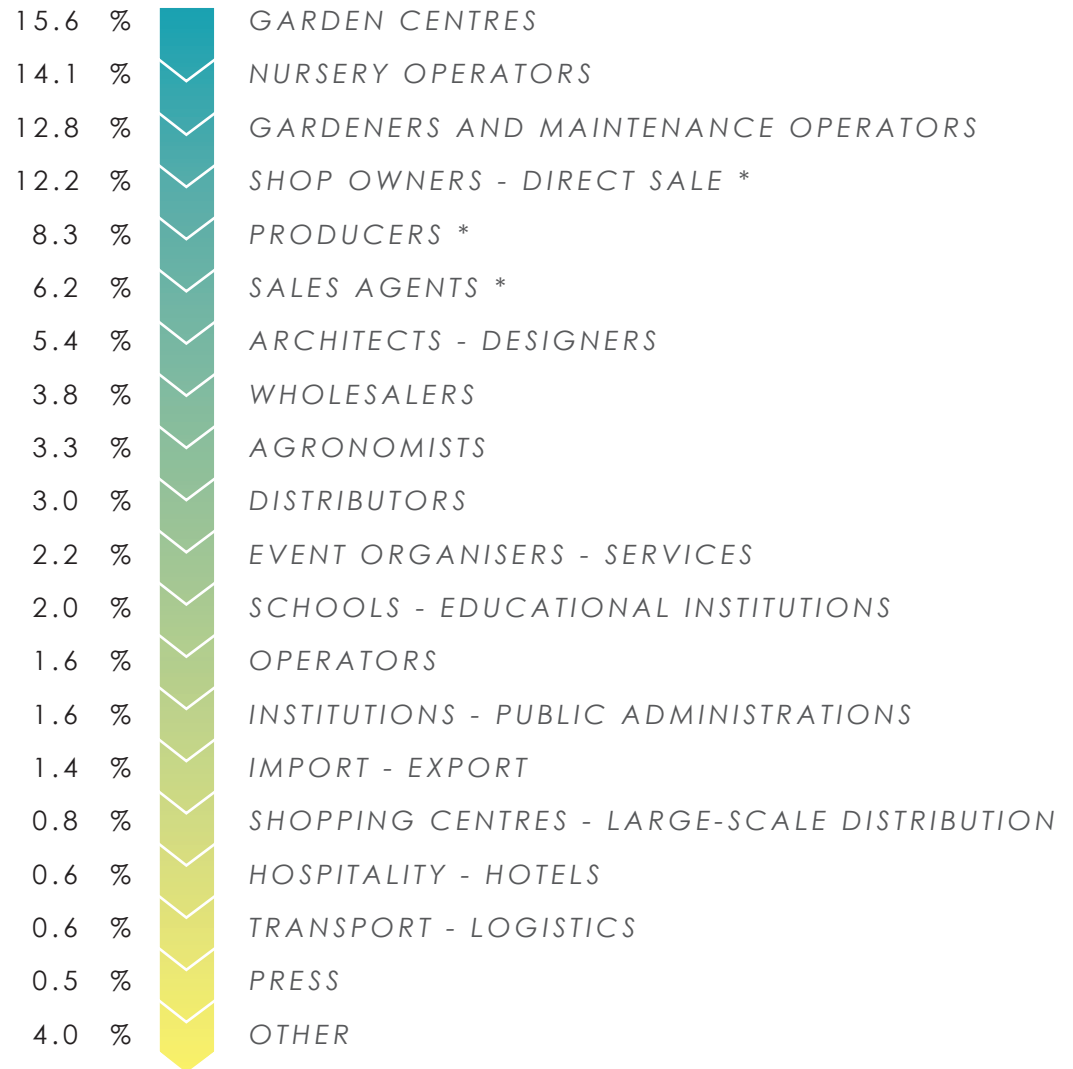 15.6 % GARDEN CENTRES
14.1 % NURSERY OPERATORS
12.8 % GARDENERS AND MAINTENANCE OPERATORS
12.2 % SHOP OWNERS - DIRECT SALE *
8.3 % PRODUCERS *
6.2 % SALES AGENTS *
5.4 % ARCHITECTS - DESIGNERS
3.8 % WHOLESALERS
3.3 % AGRONOMISTS
3.0 % DISTRIBUTORS
2.2 % EVENT ORGANISERS - SERVICES
2.0 % SCHOOLS - EDUCATIONAL INSTITUTIONS
1.6 % OPERATORS
1.6 % INSTITUTIONS - PUBLIC ADMINISTRATIONS
1.4 % IMPORT - EXPORT
0.8 % SHOPPING CENTRES - LARGE-SCALE DISTRIBUTION
0.6 % HOSPITALITY - HOTELS
0.6 % TRANSPORT - LOGISTICS
0.5 % PRESS
4.0 % OTHER